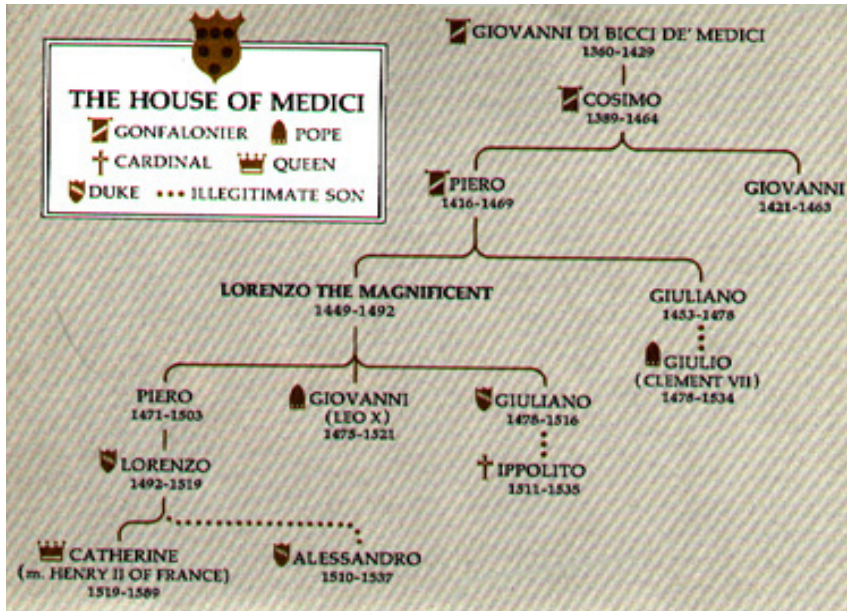 THE HOUSE OF MEDICI
GONFALONIER POPE
CARDINAL QUEEN
DUKE ILLEGITIMATE SON
GIOVANNI DI BICCI DE' MEDICI
1360-1429
COSIMO
1389-1464
PIERO
1416-1469
GIOVANNI
1421-1463
LORENZO THE MAGNIFICENT
1449-1492
GIULIANO
1453-1478
GIULIO
(CLEMENT VII)
1478-1534
PIERO
1471-1503
GIOVANNI
(LEO X)
1475-1521
GIULIANO
1478-1516
LORENZO
1492-1519
IPPOLITO
1511-1535
CATHERINE
(m. HENRY II OF FRANCE)
1519-1589
ALESSANDRO
1510-1537